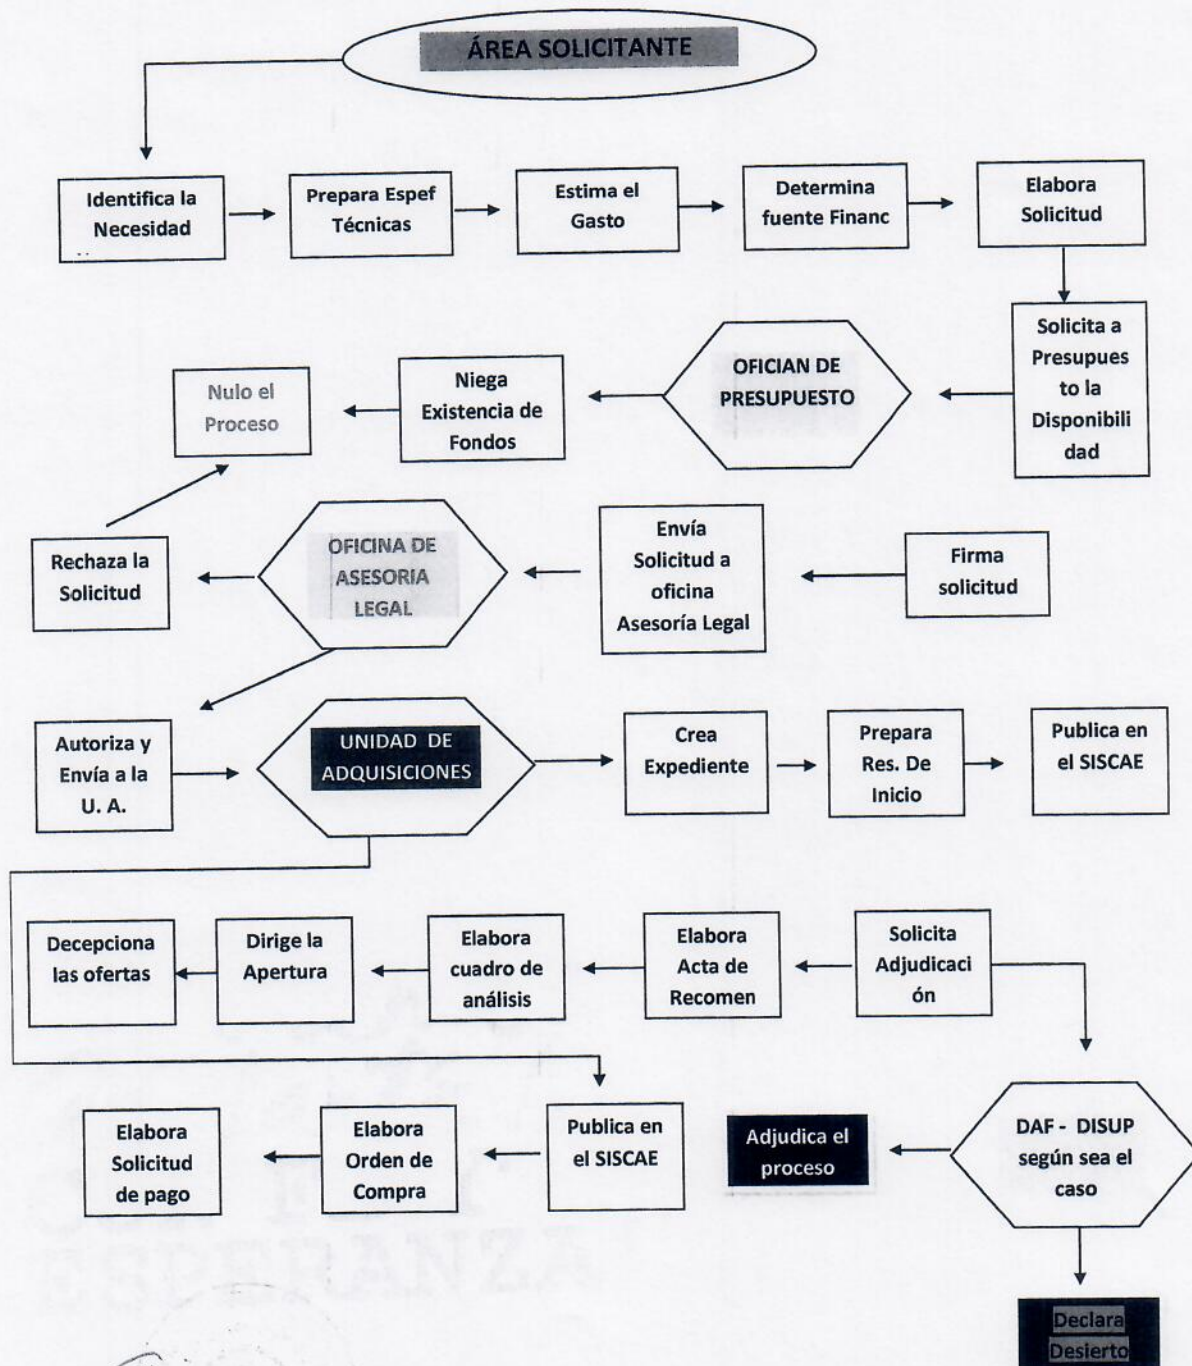 ÁREA SOLICITANTE
Identifica la
Necesidad
Prepara Espef
Técnicas
Estima el
Gasto
Determina
fuente Financ
Elabora
Solicitud
Solicita a
Presupues
to la
Disponibili
dad
OFICIAN DE
PRESUPUESTO
Niega
Existencia de
Fondos
Nulo el
Proceso
Firma
solicitud
Envía
Solicitud a
oficina
Asesoría Legal
OFICINA DE
ASESORIA
LEGAL
Rechaza la
Solicitud
Autoriza y
Envía a la
U. A.
UNIDAD DE
ADQUISICIONES
Crea
Expediente
Prepara
Res. De
Inicio
Publica en
el SISCAE
Decepciona
las ofertas
Dirige la
Apertura
Elabora
cuadro de
análisis
Elabora
Acta de
Recomen
Solicita
Adjudicaci
ón
DAF - DISUP
según sea el
caso
Adjudica el
proceso
Publica en
el SISCAE
Elabora
Orden de
Compra
Elabora
Solicitud
de pago
Declara
Desierto